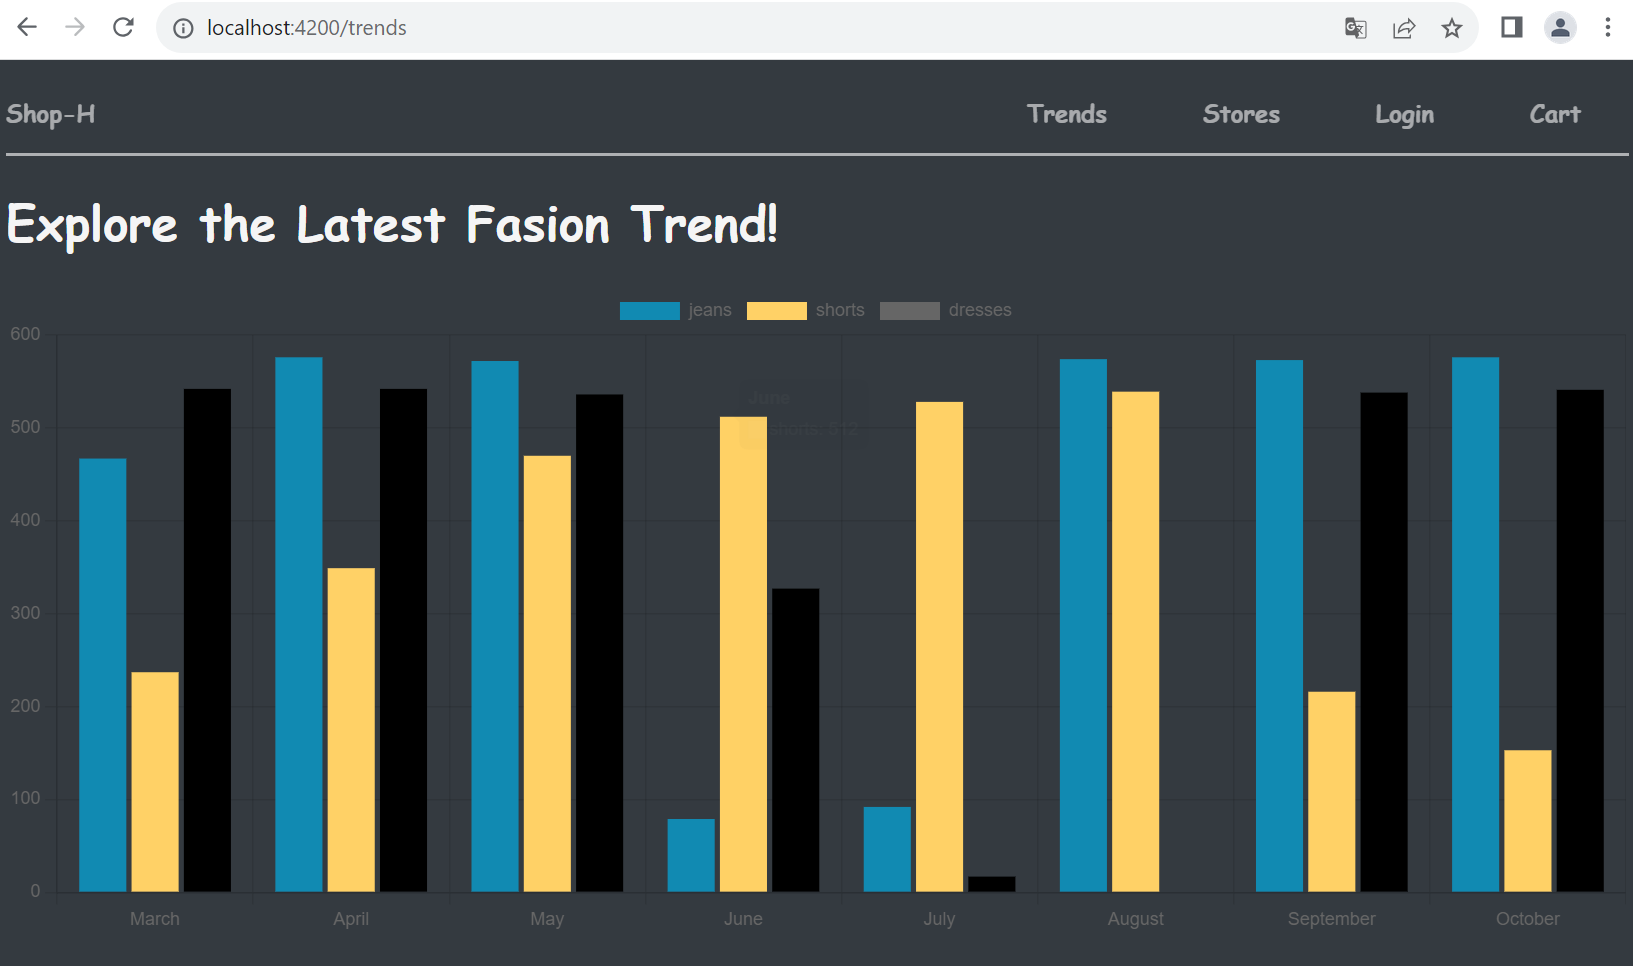 localhost:4200/trends
Shop-H Trends Stores Login Cart
Explore the Latest Fasion Trend!
jeans shorts dresses
600
500
400
300
200
100
0
June
shorts: 512
March April May June July August September October